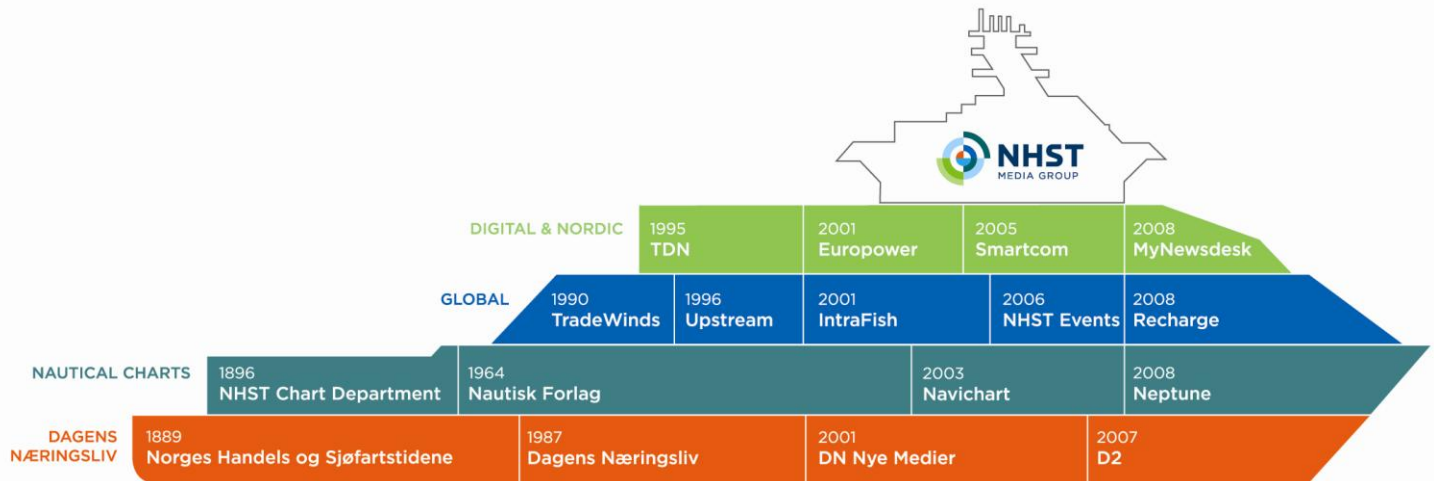 NHST
MEDIA GROUP
DIGITAL & NORDIC
1995
TDN
2001
Europower
2005
Smartcom
2008
MyNewsdesk
GLOBAL
1990
TradeWinds
1996
Upstream
2001
IntraFish
2006
NHST Events
2008
Recharge
NAUTICAL CHARTS
1896
NHST Chart Department
1964
Nautisk Forlag
2003
Navichart
2008
Neptune
DAGENS
NÆRINGSLIV
1889
Norges Handels og Sjøfartstidene
1987
Dagens Næringsliv
2001
DN Nye Medier
2007
D2